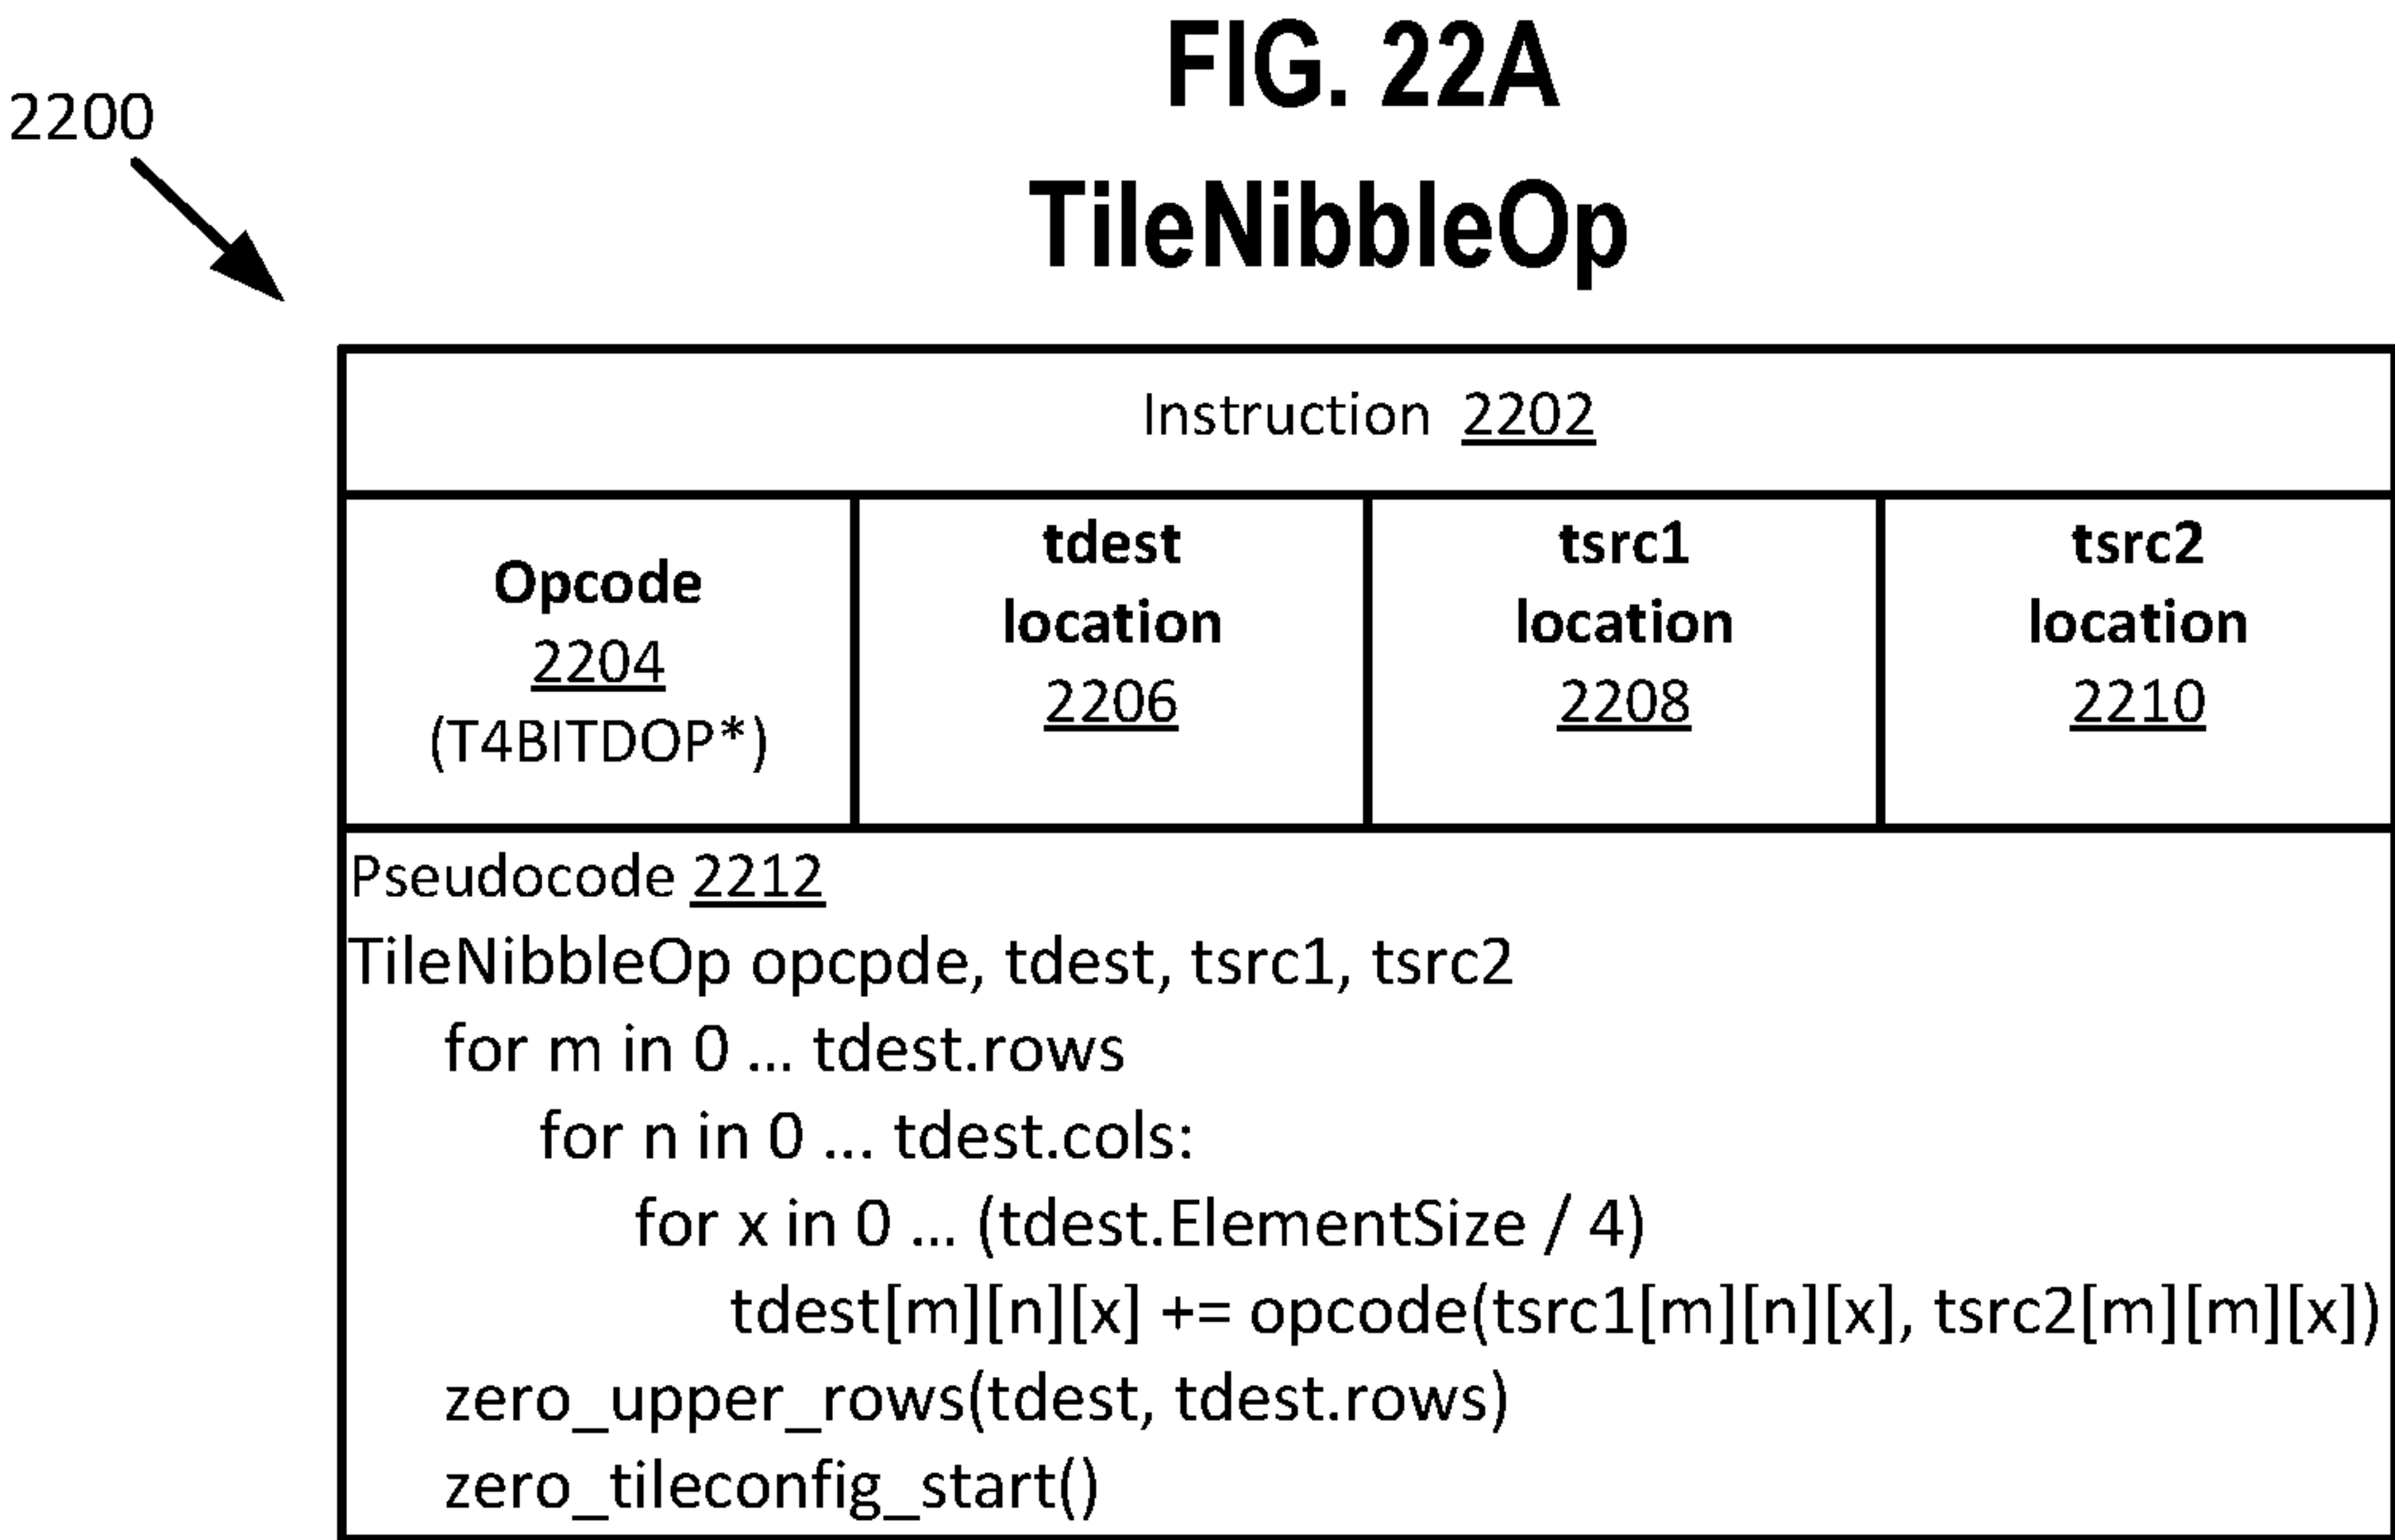 FIG. 22A
TileNibbleOp
2200
Instruction 2202
Opcode
2204
(T4BITDOP*)
tdest
location
2206
tsrc1
location
2208
tsrc2
location
2210
Pseudocode 2212
TileNibbleOp opcpde, tdest, tsrc1, tsrc2
for m in 0 ... tdest.rows
for n in 0 ... tdest.cols:
for x in 0 ... (tdest.ElementSize / 4)
tdest[m][n][x] += opcode(tsrc1[m][n][x], tsrc2[m][m][x])
zero_upper_rows(tdest, tdest.rows)
zero_tileconfig_start()